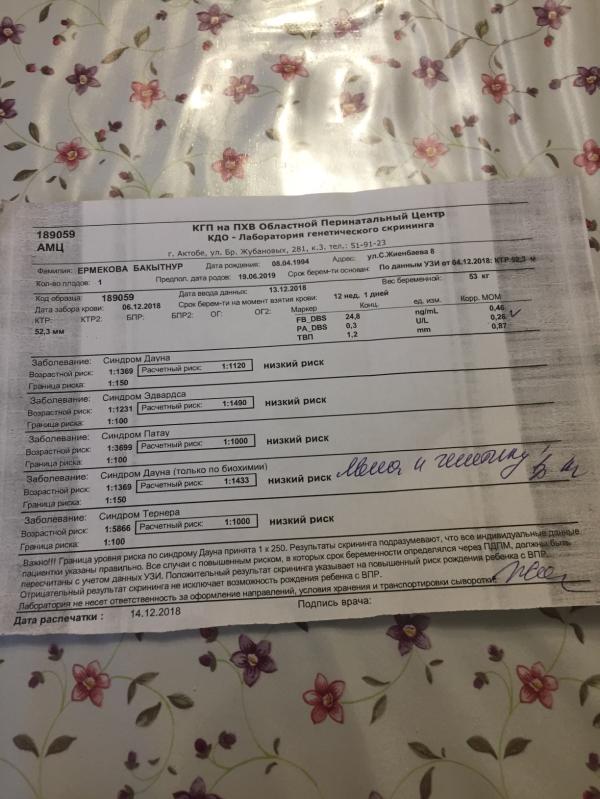 189059
АМЦ
КГП на ПХВ Областной Перинатальный Центр
КДО - Лаборатория генетического скрининга
г. Актобе, ул. Бр. Жубановых, 281, к.3, тел.: 51-91-23
Фамилия: ЕРМЕКОВА БАКЫТНУР Дата рождения: 08.04.1994 Адрес: ул.С.Жиенбаева 8
Кол-во плодов: 1 Предпол. дата родов: 19.06.2019 Срок берем-ти основан: По данным УЗИ от 04.12.2018: КТР 52,3 м
Код образца: 189059 Дата ввода данных: 13.12.2018 Вес беременной: 53 кг
Дата забора крови: 06.12.2018 Срок берем-ти на момент взятия крови: 12 нед. 1 дней
КТР: КТР2: БПР: БПР2: ОГ: ОГ2: Маркер Конц. ед. изм. Корр. МОМ
52,3 мм FB_DBS 24,8 ng/mL 0,46
PA_DBS 0,3 U/L 0,26
ТВП 1,2 mm 0,87
Заболевание: Синдром Дауна
Возрастной риск: 1:1369 Расчетный риск: 1:1120 низкий риск
Граница риска: 1:150
Заболевание: Синдром Эдвардса
Возрастной риск: 1:1231 Расчетный риск: 1:1490 низкий риск
Граница риска: 1:100
Заболевание: Синдром Патау
Возрастной риск: 1:3699 Расчетный риск: 1:1000 низкий риск
Граница риска: 1:100
Заболевание: Синдром Дауна (только по биохимии)
Возрастной риск: 1:1369 Расчетный риск: 1:1433 низкий риск
Граница риска: 1:150
Заболевание: Синдром Тернера
Возрастной риск: 1:5866 Расчетный риск: 1:1000 низкий риск
Граница риска: 1:100
Важно!!! Граница уровня риска по синдрому Дауна принята 1 к 250. Результаты скрининга подразумевают, что все индивидуальные данные
пациентки указаны правильно. Все случаи с повышенным риском, в которых срок беременности определялся через ПДПМ, должны быть
пересчитаны с учетом данных УЗИ. Положительный результат скрининга указывает на повышенный риск рождения ребенка с ВПР.
Отрицательный результат скрининга не исключает возможность рождения ребенка с ВПР.
Лаборатория не несет ответственность за оформление направлений, условия хранения и транспортировки сыворотки.
Дата распечатки : 14.12.2018 Подпись врача: